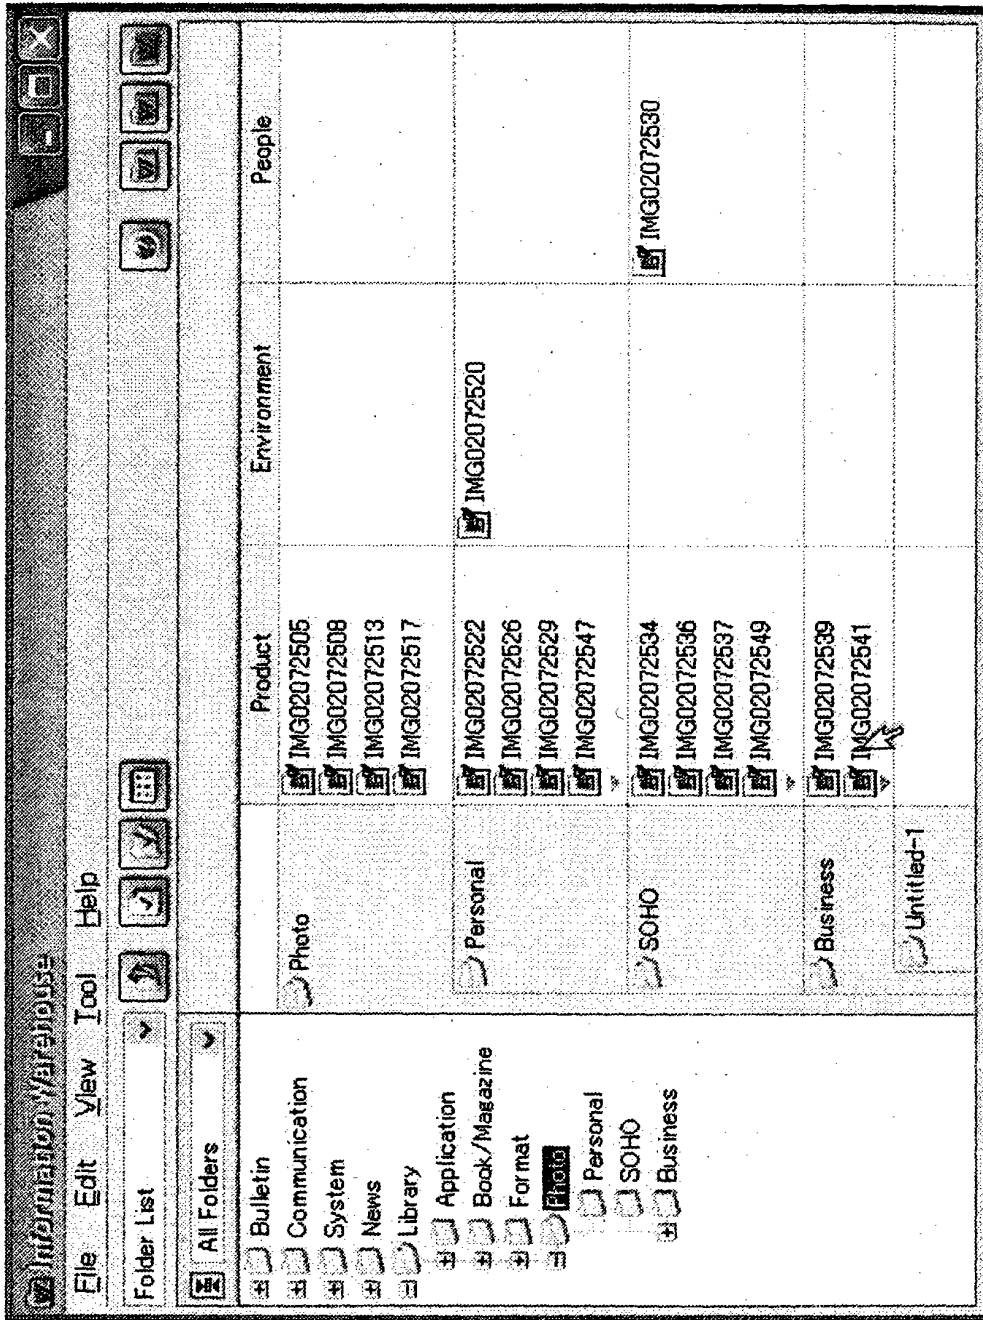 Information Warehouse
File Edit View Tool Help
Folder List
All Folders
Bulletin
Communication
System
News
Library
Application
Book/Magazine
Format
Photo
Personal
SOHO
Business
Product Environment People
Photo
IMG02072505
IMG02072508
IMG02072513
IMG02072517
Personal
IMG02072522 IMG02072520
IMG02072526
IMG02072529
IMG02072547
SOHO
IMG02072534 IMG02072530
IMG02072536
IMG02072537
IMG02072549
Business
IMG02072539
IMG02072541
Untitled-1